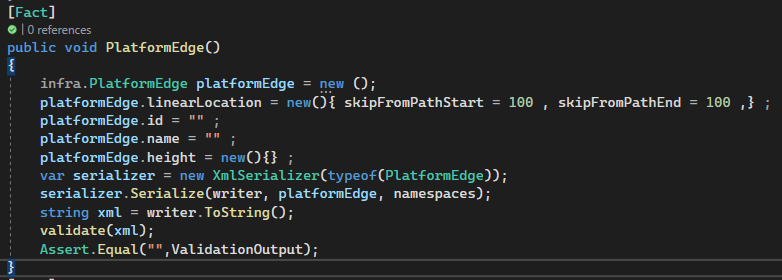 [Fact]
| 0 references
public void PlatformEdge()
{
infra.PlatformEdge platformEdge = new ();
platformEdge.linearLocation = new(){ skipFromPathStart = 100 , skipFromPathEnd = 100 ,} ;
platformEdge.id = "" ;
platformEdge.name = "" ;
platformEdge.height = new(){} ;
var serializer = new XmlSerializer(typeof(PlatformEdge));
serializer.Serialize(writer, platformEdge, namespaces);
string xml = writer.ToString();
validate(xml);
Assert.Equal("",ValidationOutput);
}